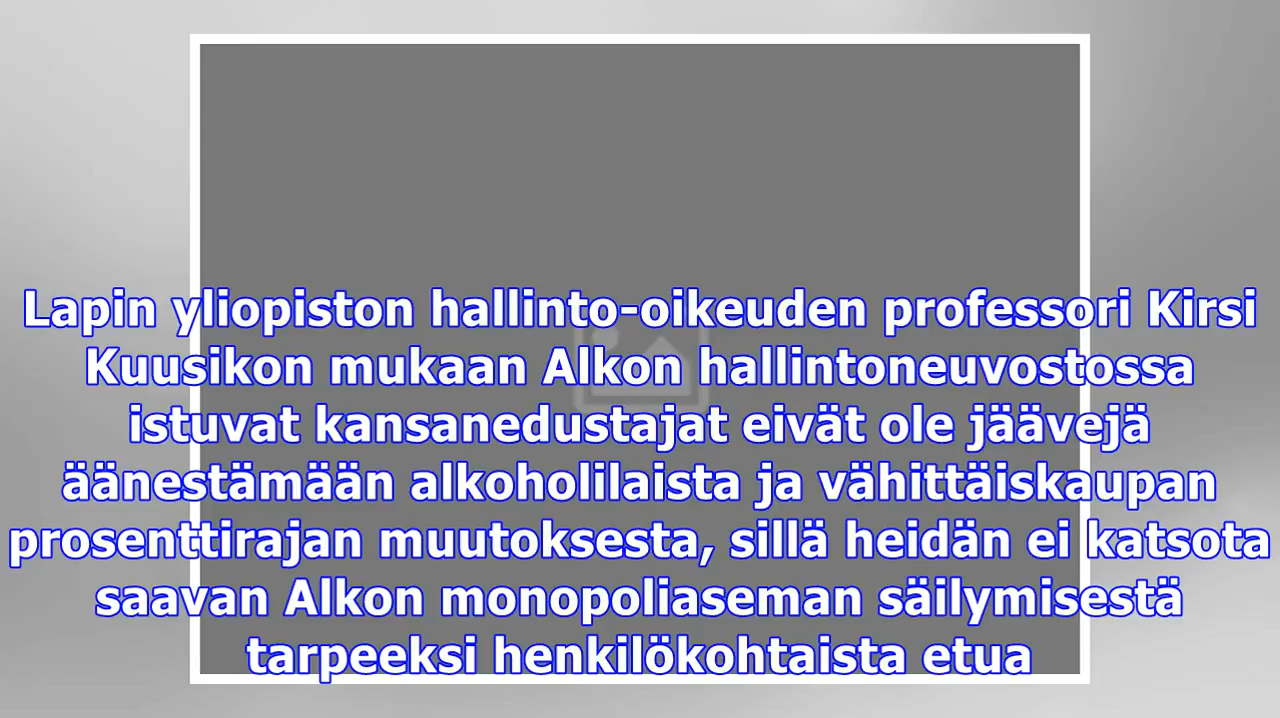 Lapin yliopiston hallinto-oikeuden professori Kirsi
Kuusikon mukaan Alkon hallintoneuvostossa
istuvat kansanedustajat eivät ole jäävejä
äänestämään alkoholilaista ja vähittäiskaupan
prosenttirajan muutoksesta, sillä heidän ei katsota
saavan Alkon monopoliaseman säilymisestä
tarpeeksi henkilökohtaista etua